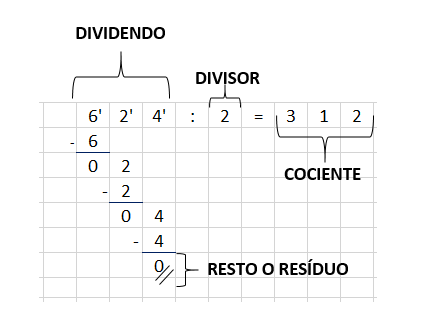 DIVIDENDO
DIVISOR
6' 2' 4' : 2 = 3 1 2
- 6
COCIENTE
0 2
- 2
0 4
- 4
0 RESTO O RESÍDUO